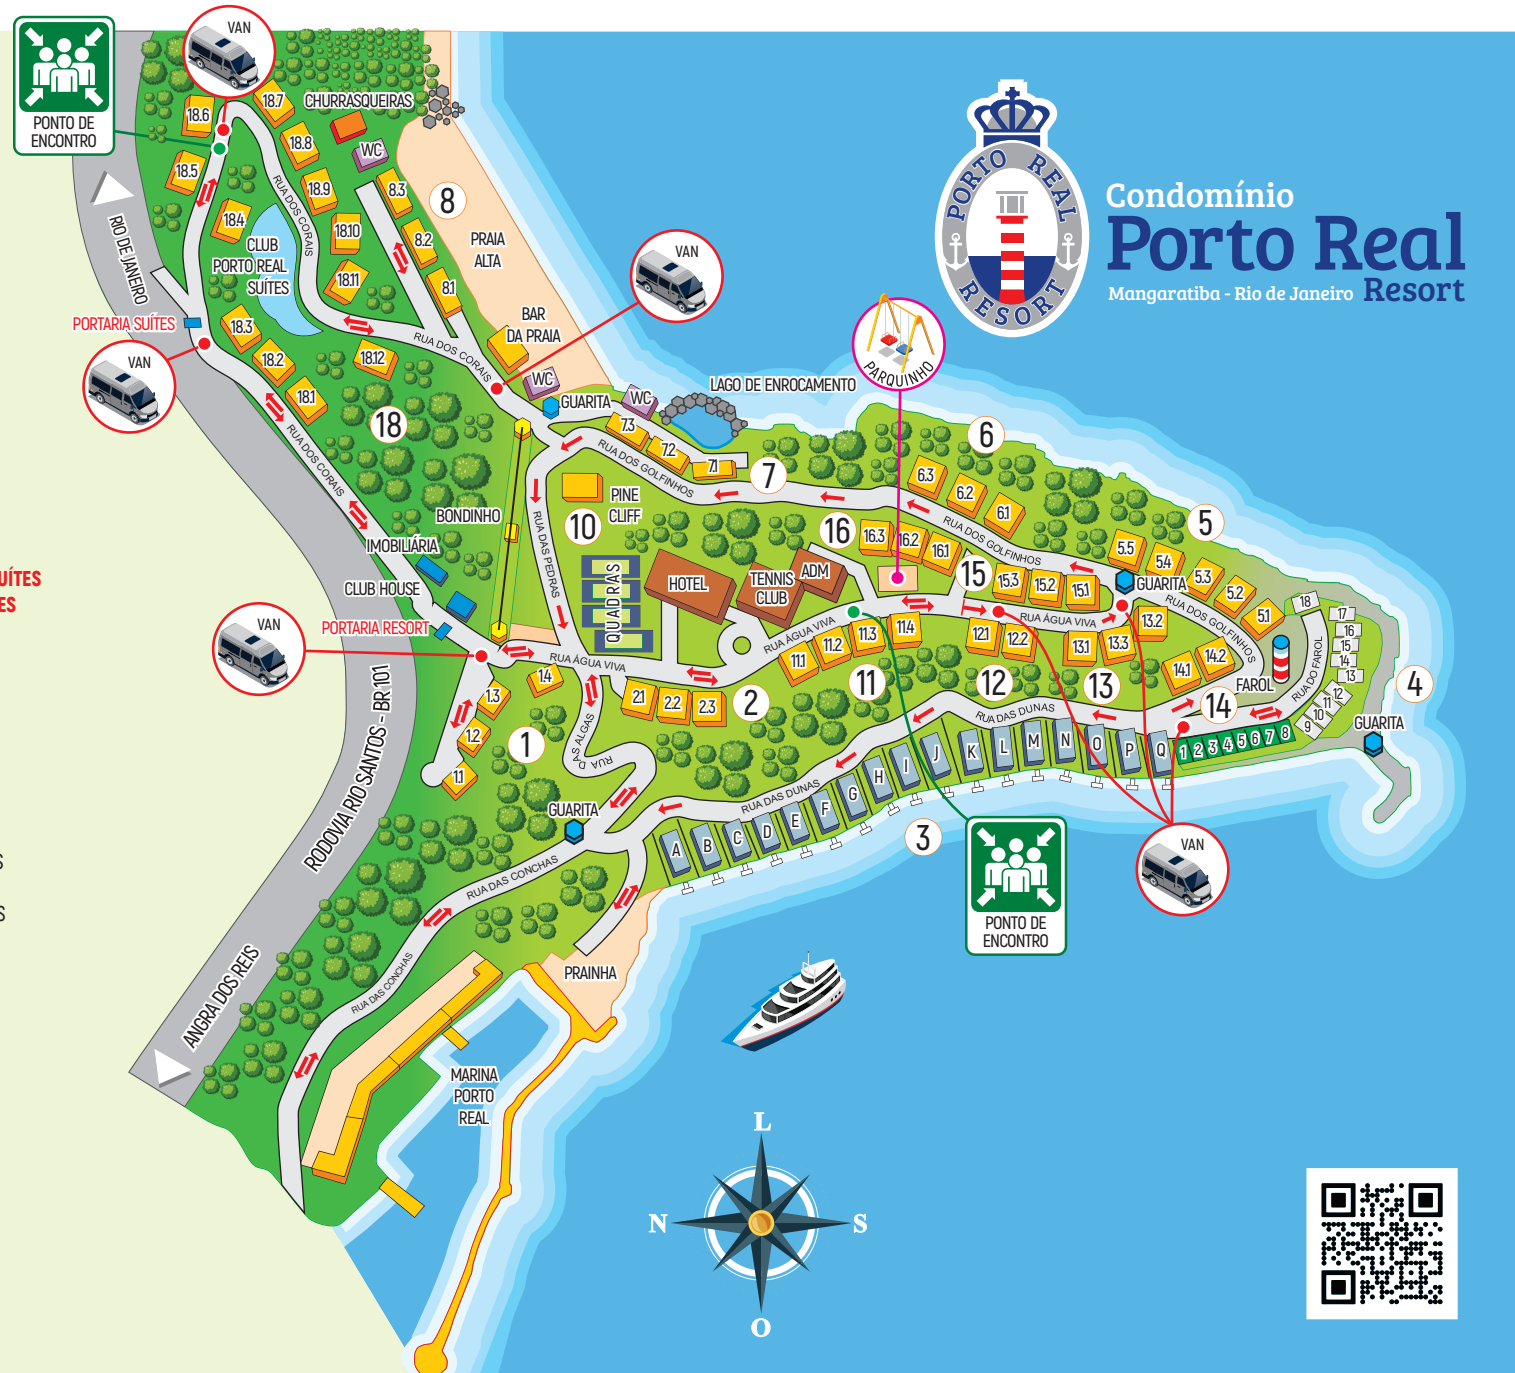 VAN
PONTO DE
ENCONTRO
18.6
18.7
CHURRASQUEIRAS
WC
18.8
18.5
18.9
8.3
8
18.4
18.10
8.2
PRAIA
ALTA
RUA DOS CORAIS
CLUB
PORTO REAL
SUÍTES
18.11
8.1
RIO DE JANEIRO
PORTARIA SUÍTES
VAN
18.3
18.2
18.1
18.12
RUA DOS CORAIS
BAR
DA PRAIA
WC
VAN
GUARITA
WC
LAGO DE ENROCAMENTO
PARQUINHO
PORTO REAL
RESORT
Condomínio
Porto Real
Resort
Mangaratiba - Rio de Janeiro
18
RUA DOS CORAIS
7.3
7.2
7.1
7
RUA DOS GOLFINHOS
6
6.3
6.2
6.1
5
BONDINHO
PINE
CLIFF
10
RUA DAS PEDRAS
16
16.3
16.2
16.1
RUA DOS GOLFINHOS
5.5
5.4
5.3
5.2
5.1
IMOBILIÁRIA
CLUB HOUSE
PORTARIA RESORT
VAN
QUADRAS
HOTEL
TENNIS
CLUB
ADM
15
15.3
15.2
15.1
GUARITA
RUA DOS GOLFINHOS
UÍTES
ES
RUA ÁGUA VIVA
RUA ÁGUA VIVA
RUA ÁGUA VIVA
11.1
11.2
11.3
11.4
12.1
12.2
13.1
13.3
13.2
14.1
14.2
FAROL
RUA DO FAROL
18
17
16
15
14
13
12
11
10
9
1.4
1.3
1.2
1.1
1
2.1
2.2
2.3
2
11
12
13
14
4
GUARITA
RUA DAS ALGAS
RUA DAS DUNAS
RUA DAS DUNAS
A
B
C
D
E
F
G
H
I
J
K
L
M
N
O
P
Q
1
2
3
4
5
6
7
8
3
GUARITA
RODOVIA RIO SANTOS - BR 101
S
S
RUA DAS CONCHAS
RUA DAS CONCHAS
ANGRA DOS REIS
PRAINHA
MARINA
PORTO
REAL
PONTO DE
ENCONTRO
VAN
L
N
S
O